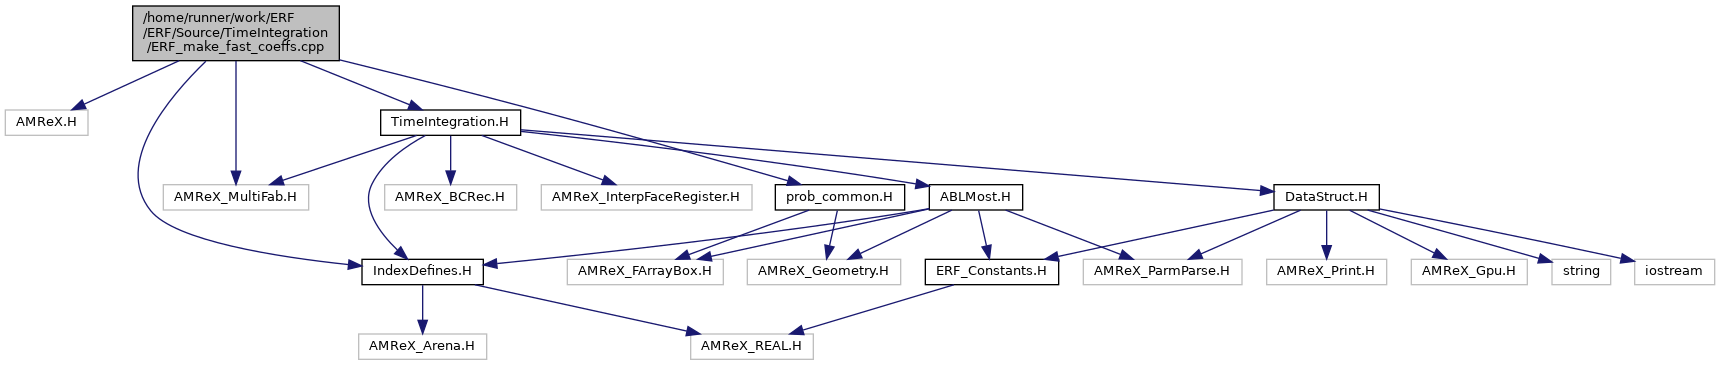 /home/runner/work/ERF
/ERF/Source/TimeIntegration
/ERF_make_fast_coeffs.cpp
AMReX.H
TimeIntegration.H
AMReX_MultiFab.H
AMReX_BCRec.H
AMReX_InterpFaceRegister.H
prob_common.H
ABLMost.H
DataStruct.H
IndexDefines.H
AMReX_FArrayBox.H
AMReX_Geometry.H
ERF_Constants.H
AMReX_ParmParse.H
AMReX_Print.H
AMReX_Gpu.H
string
iostream
AMReX_Arena.H
AMReX_REAL.H